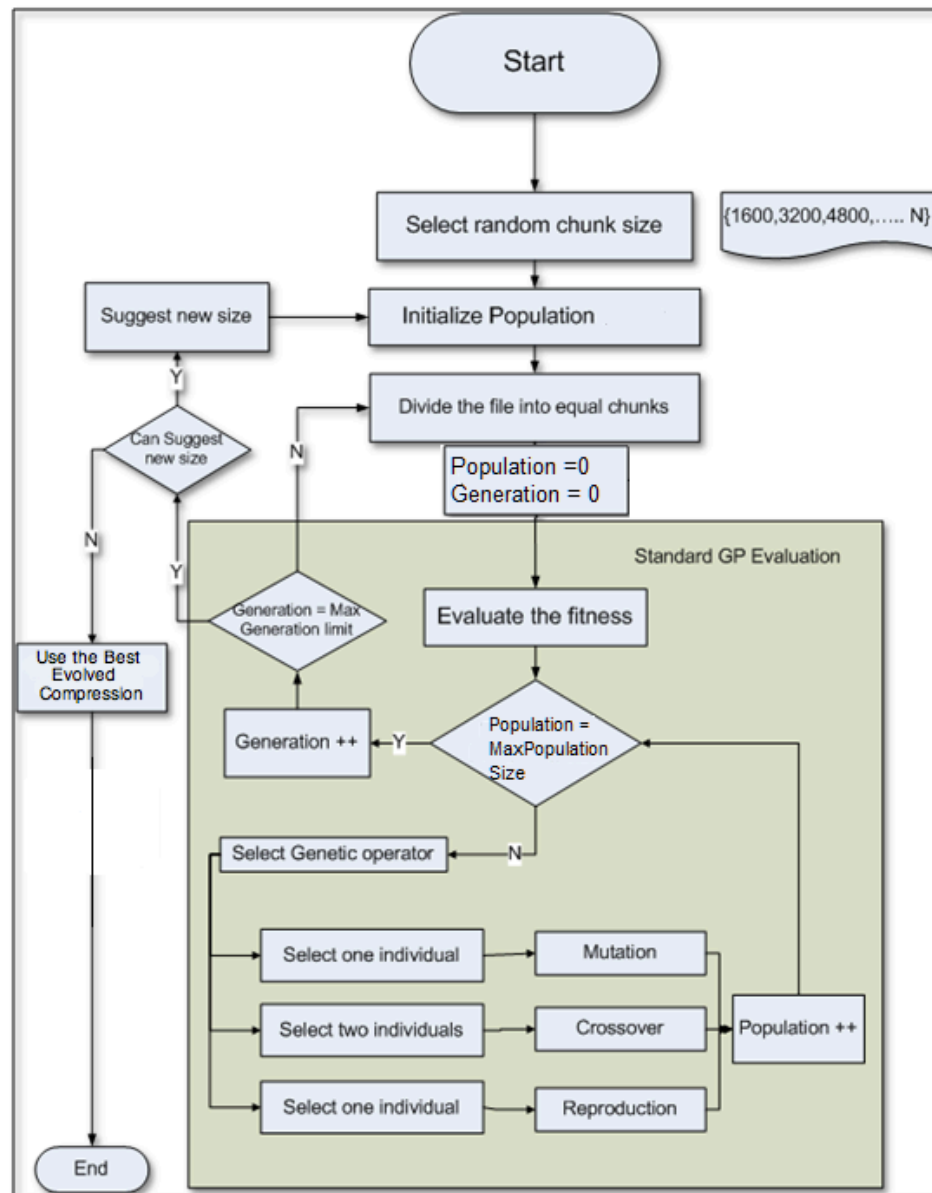 Start
Select random chunk size
{1600,3200,4800,….. N}
Suggest new size
Initialize Population
Y
Divide the file into equal chunks
Can Suggest
new size
N
Population =0
Generation = 0
N
Y
Standard GP Evaluation
Generation = Max
Generation limit
Evaluate the fitness
Use the Best
Evolved
Compression
Population =
MaxPopulation
Size
Y
Generation ++
N
Select Genetic operator
Select one individual
Mutation
Select two individuals
Crossover
Population ++
Select one individual
Reproduction
End